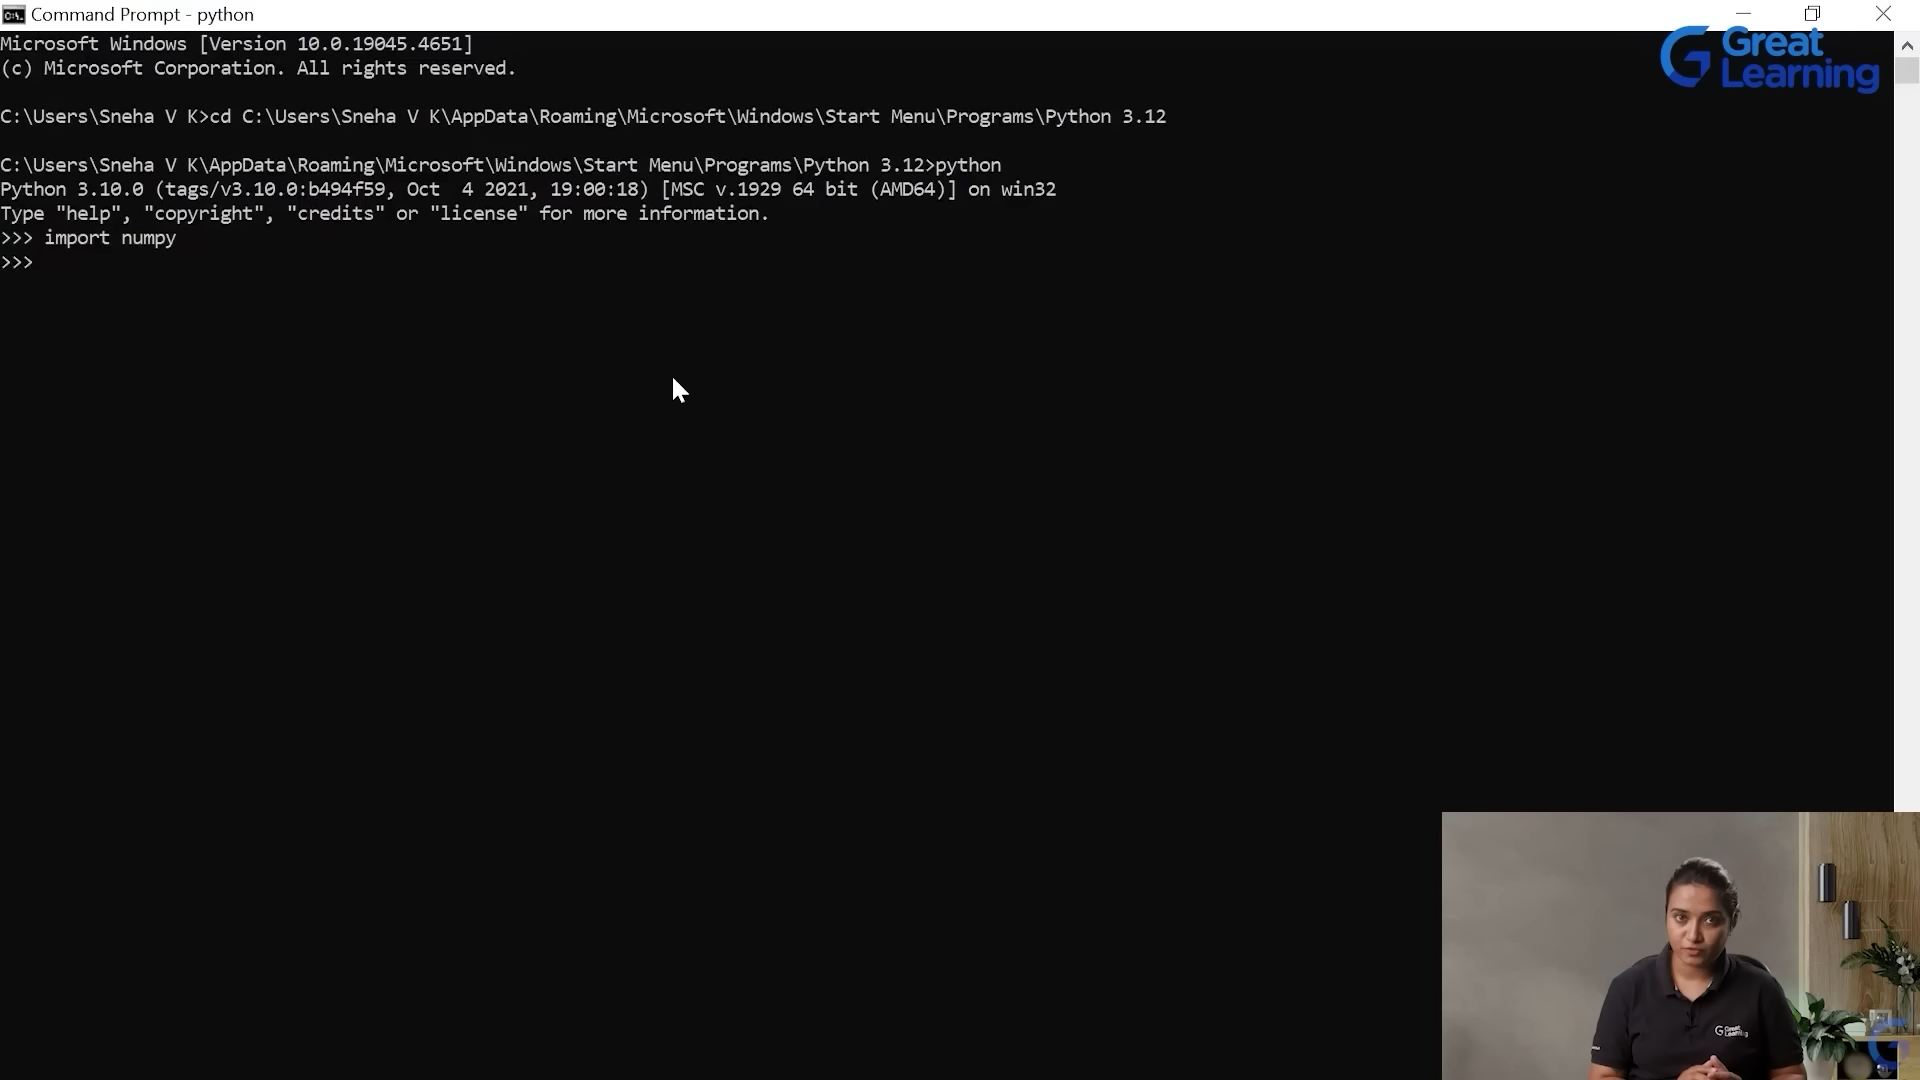 Command Prompt - python
Microsoft Windows [Version 10.0.19045.4651]
(c) Microsoft Corporation. All rights reserved.
C:\Users\Sneha V K>cd C:\Users\Sneha V K\AppData\Roaming\Microsoft\Windows\Start Menu\Programs\Python 3.12
C:\Users\Sneha V K\AppData\Roaming\Microsoft\Windows\Start Menu\Programs\Python 3.12>python
Python 3.10.0 (tags/v3.10.0:b494f59, Oct  4 2021, 19:00:18) [MSC v.1929 64 bit (AMD64)] on win32
Type "help", "copyright", "credits" or "license" for more information.
>>> import numpy
>>>
Great
Learning
Great
Learning